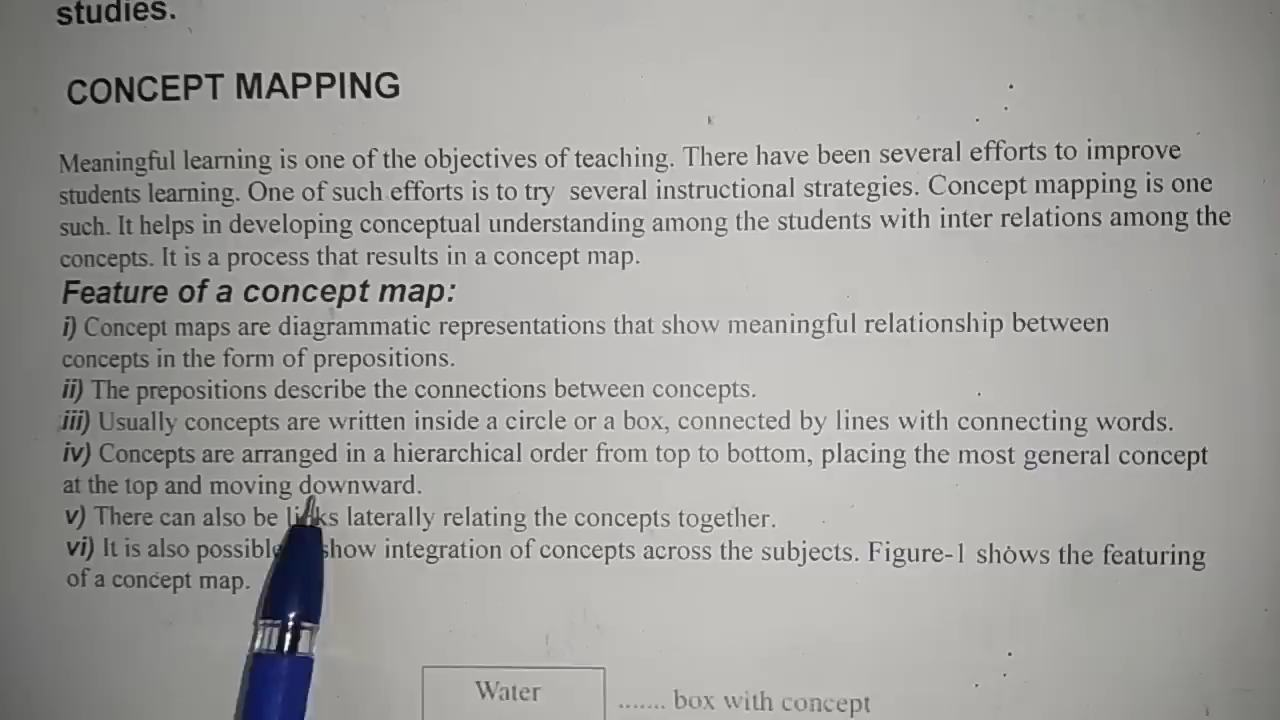 studies.
CONCEPT MAPPING
Meaningful learning is one of the objectives of teaching. There have been several efforts to improve
students learning. One of such efforts is to try several instructional strategies. Concept mapping is one
such. It helps in developing conceptual understanding among the students with inter relations among the
concepts. It is a process that results in a concept map.
Feature of a concept map:
i) Concept maps are diagrammatic representations that show meaningful relationship between
concepts in the form of prepositions.
ii) The prepositions describe the connections between concepts.
iii) Usually concepts are written inside a circle or a box, connected by lines with connecting words.
iv) Concepts are arranged in a hierarchical order from top to bottom, placing the most general concept
at the top and moving downward.
v) There can also be links laterally relating the concepts together.
vi) It is also possible show integration of concepts across the subjects. Figure-1 shows the featuring
of a concept map.
Water ....... box with concept